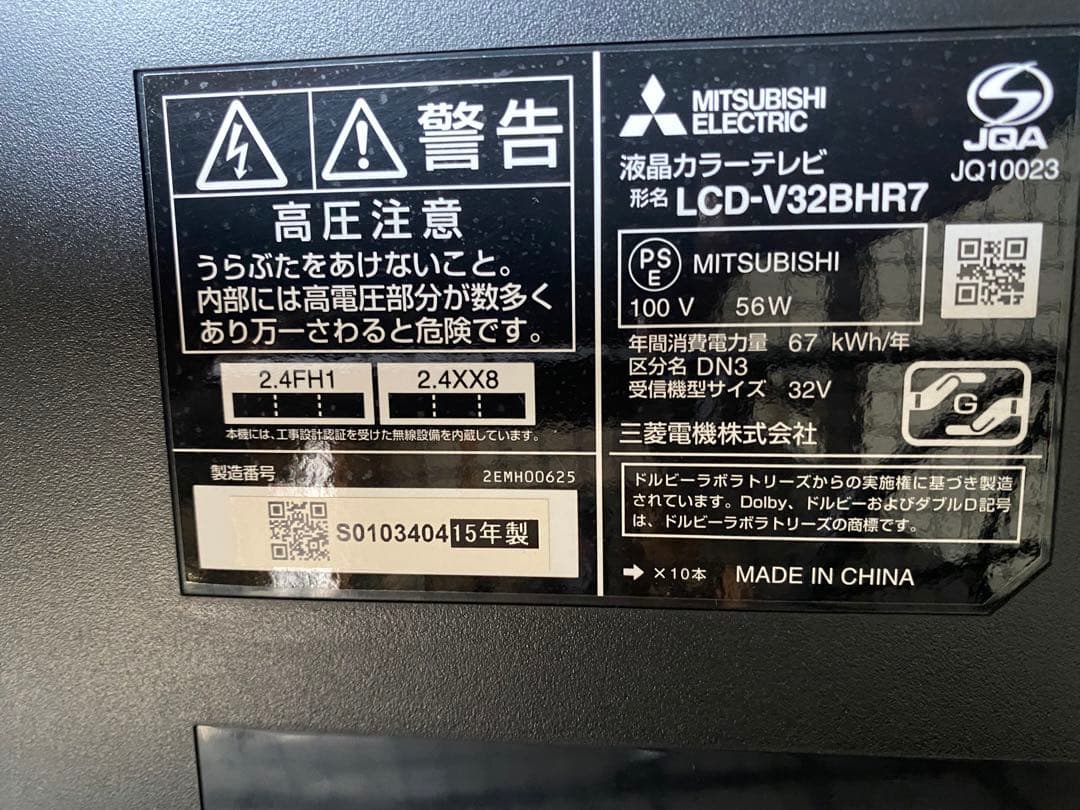 警告
高圧注意
うらぶたをあけないこと。
内部には高電圧部分が数多く
あり万一さわると危険です。
2.4FH1
2.4XX8
本機には、工事設計認証を受けた無線設備を内蔵しています。
製造番号
2EMH00625
S0103404 15年製
MITSUBISHI
ELECTRIC
液晶カラーテレビ
形名 LCD-V32BHR7
JQA
JQ10023
PS
E
MITSUBISHI
100 V 56W
年間消費電力量 67 kWh/年
区分名 DN3
受信機型サイズ 32V
G
三菱電機株式会社
ドルビーラボラトリーズからの実施権に基づき製造
されています。Dolby、ドルビーおよびダブルD記号
は、ドルビーラボラトリーズの商標です。
➡ ×10本 MADE IN CHINA